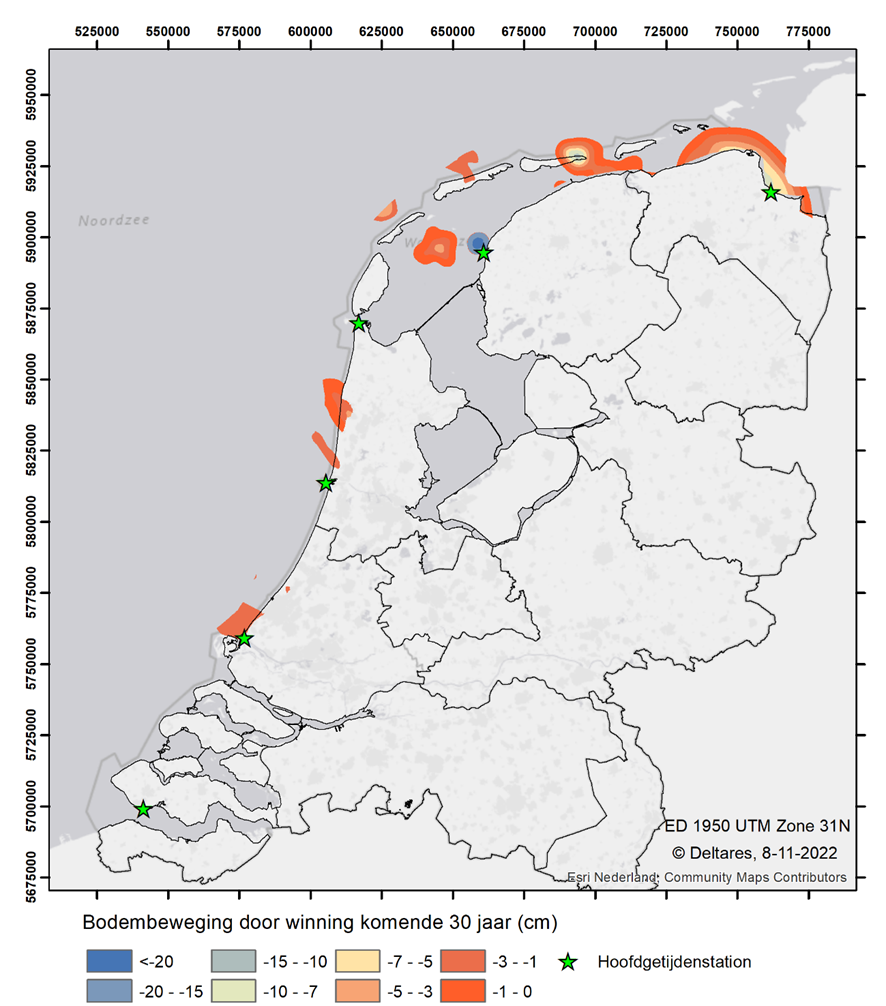 525000 550000 575000 600000 625000 650000 675000 700000 725000 750000 775000
5950000
5925000
5900000
5875000
5850000
5825000
5800000
5775000
5750000
5725000
5700000
5675000
Noordzee
ED 1950 UTM Zone 31N
© Deltares, 8-11-2022
Esri Nederland, Community Maps Contributors
Bodembeweging door winning komende 30 jaar (cm)
<-20 -15 - -10 -7 - -5 -3 - -1 Hoofdgetijdenstation
-20 - -15 -10 - -7 -5 - -3 -1 - 0